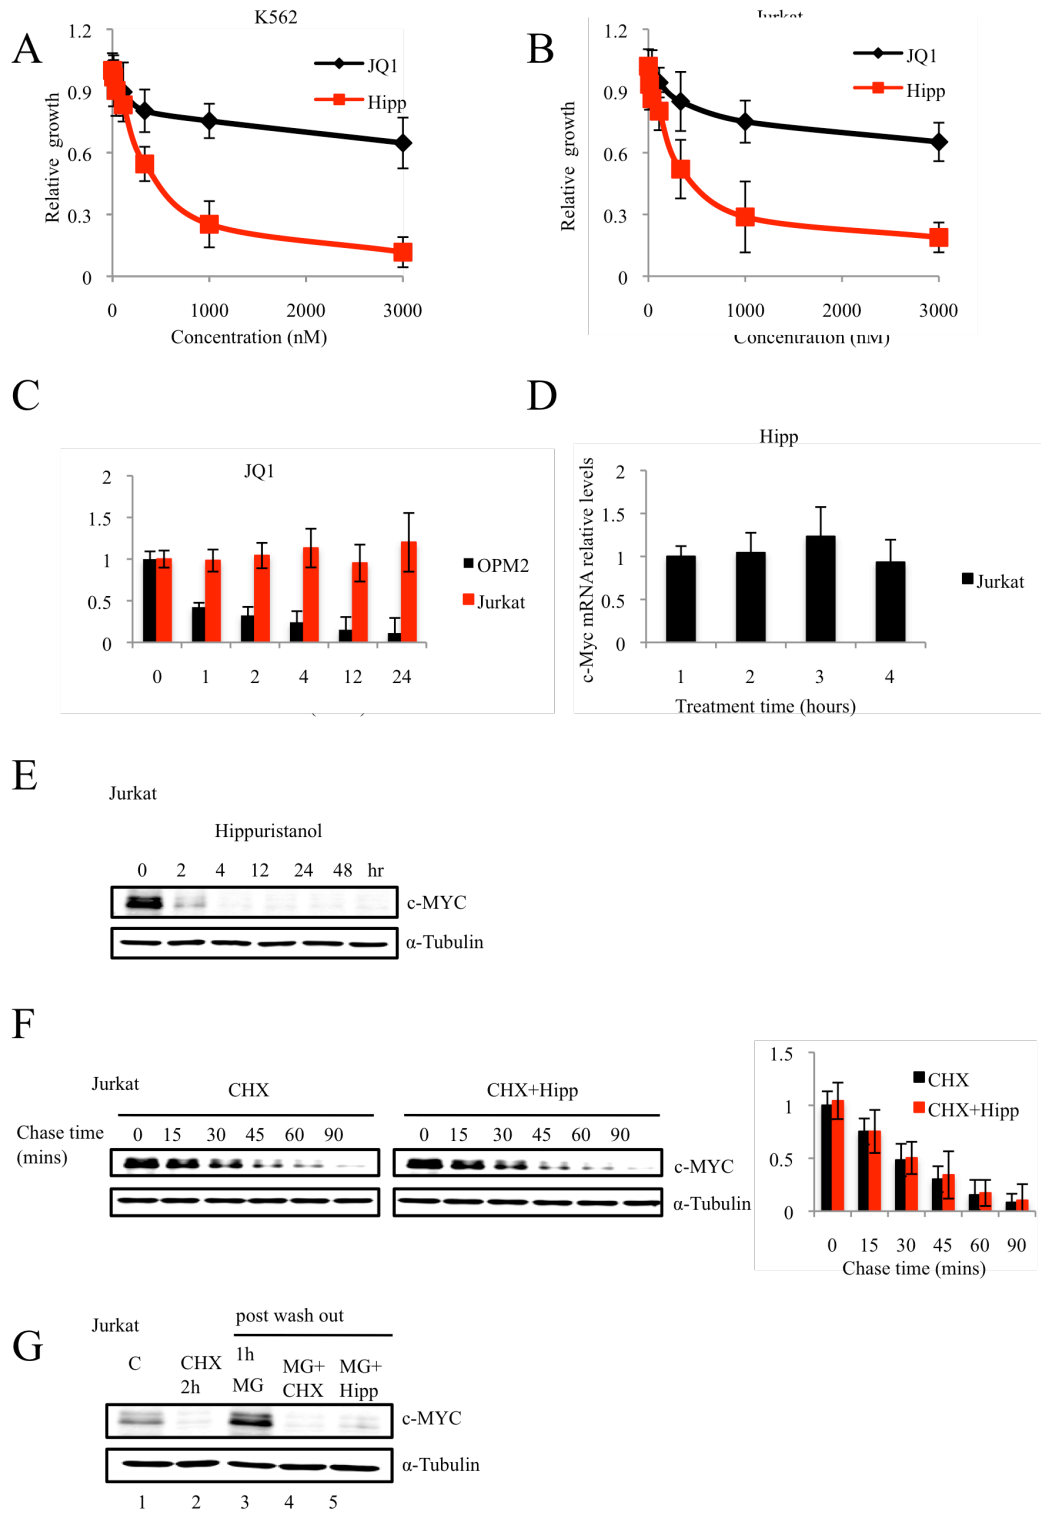 A
K562
1.2
0.9
0.6
0.3
0
Relative growth
JQ1
Hipp
0 1000 2000 3000
Concentration (nM)
B
Jurkat
1.2
0.9
0.6
0.3
0
Relative growth
JQ1
Hipp
0 1000 2000 3000
Concentration (nM)
C
JQ1
2
1.5
1
0.5
0
OPM2
Jurkat
0 1 2 4 12 24
D
Hipp
c-Myc mRNA relative levels
2
1.5
1
0.5
0
Jurkat
1 2 3 4
Treatment time (hours)
E
Jurkat
Hippuristanol
0 2 4 12 24 48 hr
c-MYC
α-Tubulin
F
Jurkat CHX CHX+Hipp
Chase time
(mins)
0 15 30 45 60 90
0 15 30 45 60 90
c-MYC
α-Tubulin
1.5
1
0.5
0
CHX
CHX+Hipp
0 15 30 45 60 90
Chase time (mins)
G
Jurkat
post wash out
C
CHX
2h
1h
MG
MG+
CHX
MG+
Hipp
c-MYC
α-Tubulin
1 2 3 4 5